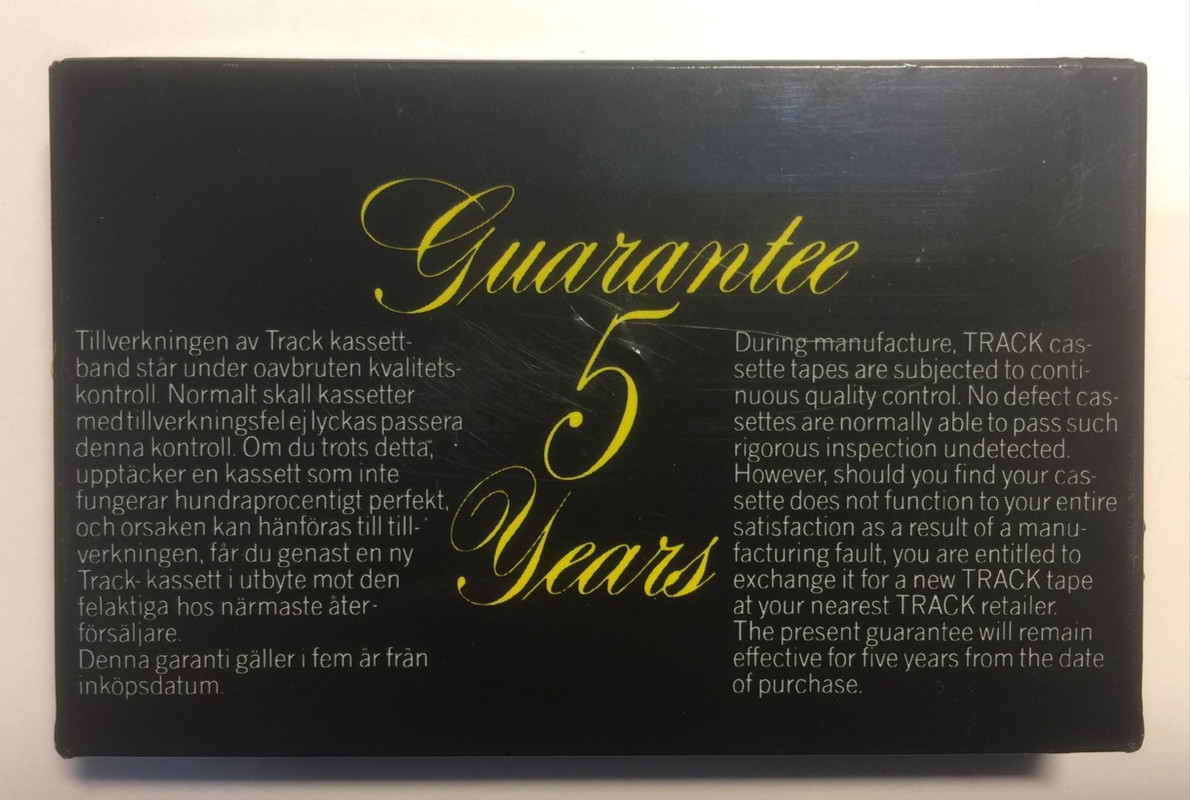 Guarantee
5
Years
Tillverkningen av Track kassett-
band står under oavbruten kvalitets-
kontroll. Normalt skall kassetter
med tillverkningsfel ej lyckas passera
denna kontroll. Om du trots detta,
upptäcker en kassett som inte
fungerar hundraprocentigt perfekt,
och orsaken kan hänföras till till-
verkningen, får du genast en ny
Track-kassett i utbyte mot den
felaktiga hos närmaste åter-
försäljare.
Denna garanti gäller i fem år från
inköpsdatum.
During manufacture, TRACK cas-
sette tapes are subjected to conti-
nuous quality control. No defect cas-
settes are normally able to pass such
rigorous inspection undetected.
However, should you find your cas-
sette does not function to your entire
satisfaction as a result of a manu-
facturing fault, you are entitled to
exchange it for a new TRACK tape
at your nearest TRACK retailer.
The present guarantee will remain
effective for five years from the date
of purchase.